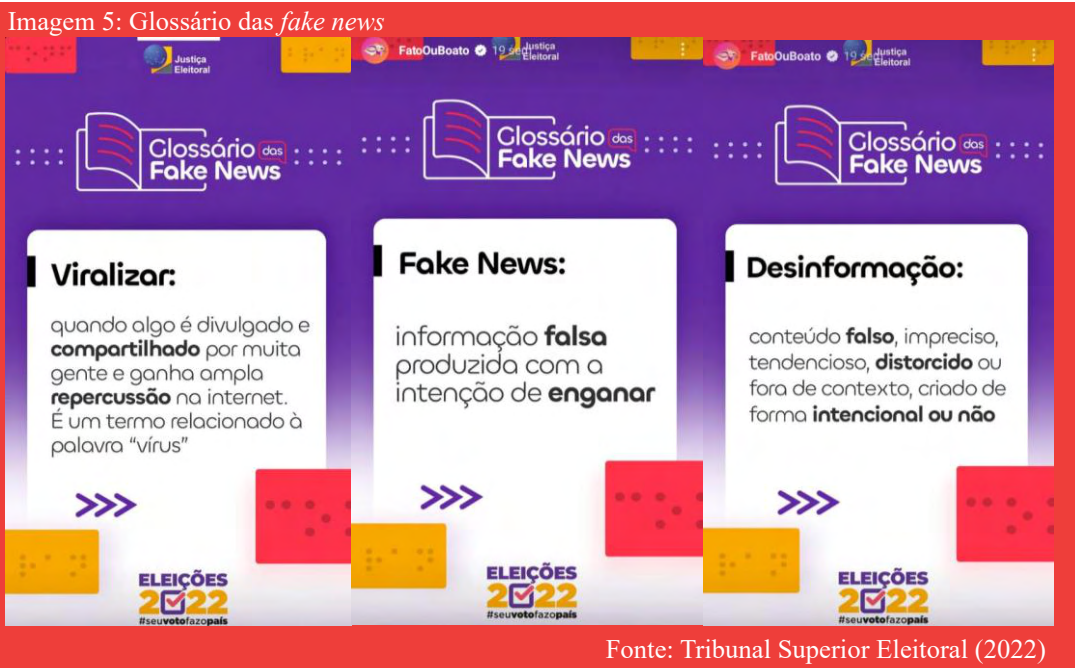 Imagem 5: Glossário das fake news
Justiça
Eleitoral
Glossário das
Fake News
Viralizar:
quando algo é divulgado e
compartilhado por muita
gente e ganha ampla
repercussão na internet.
É um termo relacionado à
palavra “vírus”
>>>
ELEIÇÕES
2022
#seuvotofazopaís
FatoOuBoato 19 set
Justiça
Eleitoral
Glossário das
Fake News
Fake News:
informação falsa
produzida com a
intenção de enganar
>>>
ELEIÇÕES
2022
#seuvotofazopaís
FatoOuBoato 19 set
Justiça
Eleitoral
Glossário das
Fake News
Desinformação:
conteúdo falso, impreciso,
tendencioso, distorcido ou
fora de contexto, criado de
forma intencional ou não
>>>
ELEIÇÕES
2022
#seuvotofazopaís
Fonte: Tribunal Superior Eleitoral (2022)